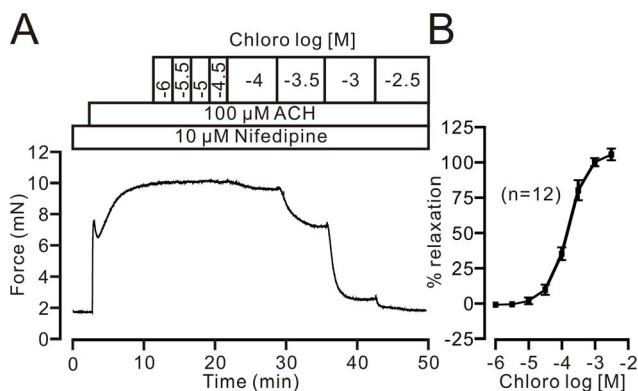 A
Chloro log [M]
-6 -5.5 -5 -4.5 -4 -3.5 -3 -2.5
100 µM ACH
10 µM Nifedipine
Force (mN)
12
10
8
6
4
2
0
0 10 20 30 40 50
Time (min)
B
% relaxation
125
100
75
50
25
0
-25
(n=12)
-6 -5 -4 -3 -2
Chloro log [M]